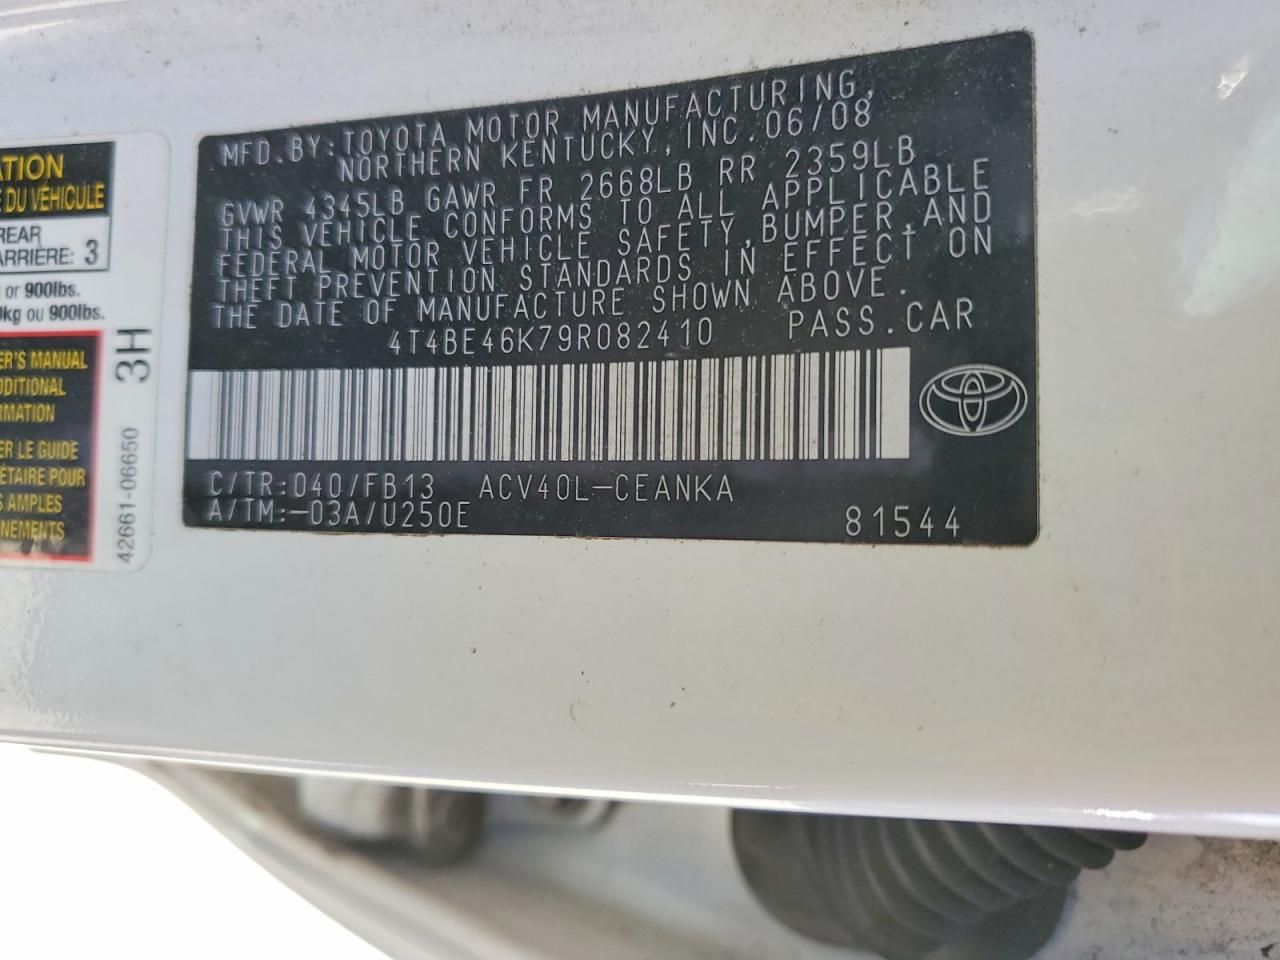 ATION
DU VÉHICULE
REAR
ARRIÈRE: 3
or 900lbs.
kg ou 900lbs.
ER'S MANUAL
DDITIONAL
RMATION
ER LE GUIDE
ÉTAIRE POUR
S AMPLES
NEMENTS
3H
42661-06650
MFD.BY:TOYOTA MOTOR MANUFACTURING,
NORTHERN KENTUCKY,INC.06/08
GVWR 4345LB GAWR FR 2668LB RR 2359LB
THIS VEHICLE CONFORMS TO ALL APPLICABLE
FEDERAL MOTOR VEHICLE SAFETY,BUMPER,AND
THEFT PREVENTION STANDARDS IN EFFECT ON
THE DATE OF MANUFACTURE SHOWN ABOVE.
4T4BE46K79R082410 PASS.CAR
C/TR:040/FB13 ACV40L-CEANKA
A/TM:-03A/U250E 81544